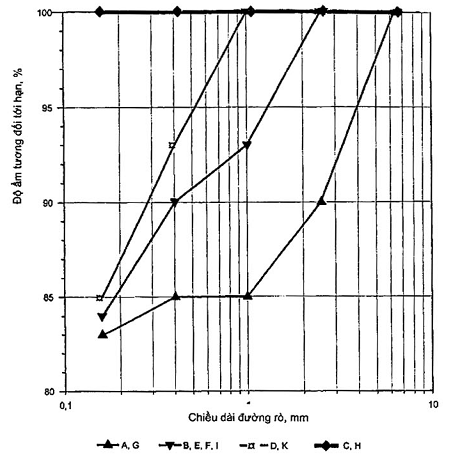 Độ ẩm tương đối tới hạn, %
100
95
90
85
80
0,1
1
10
Chiều dài đường rò, mm
A, G
B, E, F, I
D, K
C, H